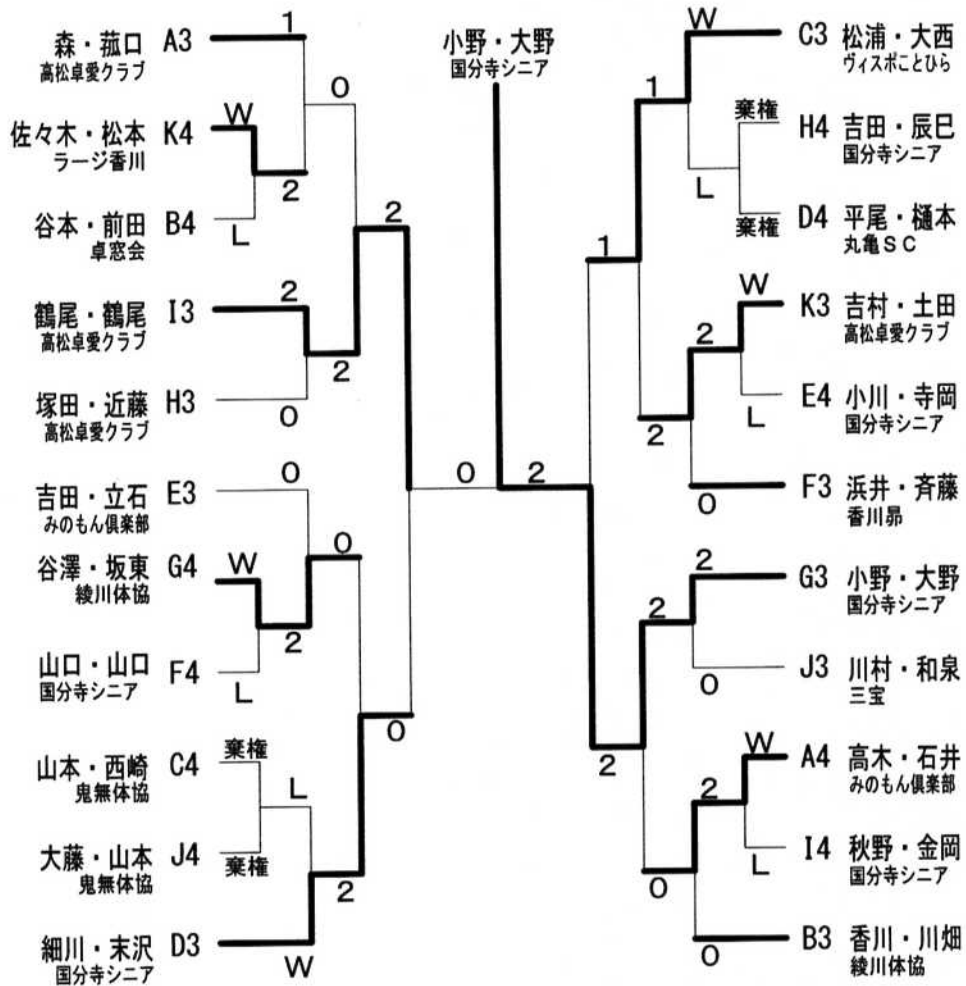 小野・大野
国分寺シニア
森・菰口 A3
高松卓愛クラブ
1
0
W
佐々木・松本 K4
ラージ香川
2
谷本・前田 B4
卓窓会
L
2
鶴尾・鶴尾 I3
高松卓愛クラブ
2
2
塚田・近藤 H3
高松卓愛クラブ
0
0
吉田・立石 E3
みのもん倶楽部
0
谷澤・坂東 G4
綾川体協
W
2
山口・山口 F4
国分寺シニア
L
0
山本・西崎 C4
鬼無体協
棄権
L
大藤・山本 J4
鬼無体協
棄権
2
細川・末沢 D3
国分寺シニア
W
0
2
W
C3 松浦・大西
ヴィスポことひら
1
棄権
H4 吉田・辰巳
国分寺シニア
L
棄権
D4 平尾・樋本
丸亀SC
1
W
K3 吉村・土田
高松卓愛クラブ
2
E4 小川・寺岡
国分寺シニア
L
2
F3 浜井・斉藤
香川昴
0
2
G3 小野・大野
国分寺シニア
2
J3 川村・和泉
三宝
0
2
W
A4 高木・石井
みのもん倶楽部
2
I4 秋野・金岡
国分寺シニア
L
0
B3 香川・川畑
綾川体協
0